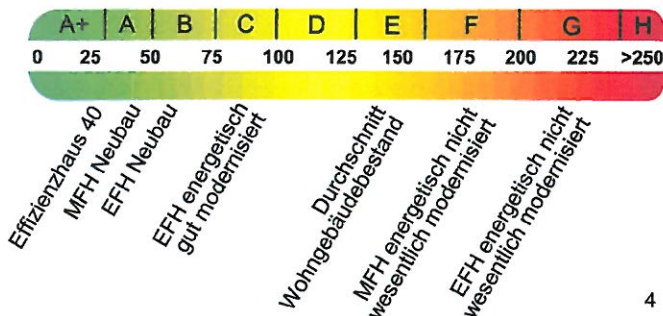 A+ A B C D E F G H
0 25 50 75 100 125 150 175 200 225 >250
Effizienzhaus 40
MFH Neubau
EFH Neubau
EFH energetisch
gut modernisiert
Durchschnitt
Wohngebäudebestand
MFH energetisch nicht
wesentlich modernisiert
EFH energetisch nicht
wesentlich modernisiert
4